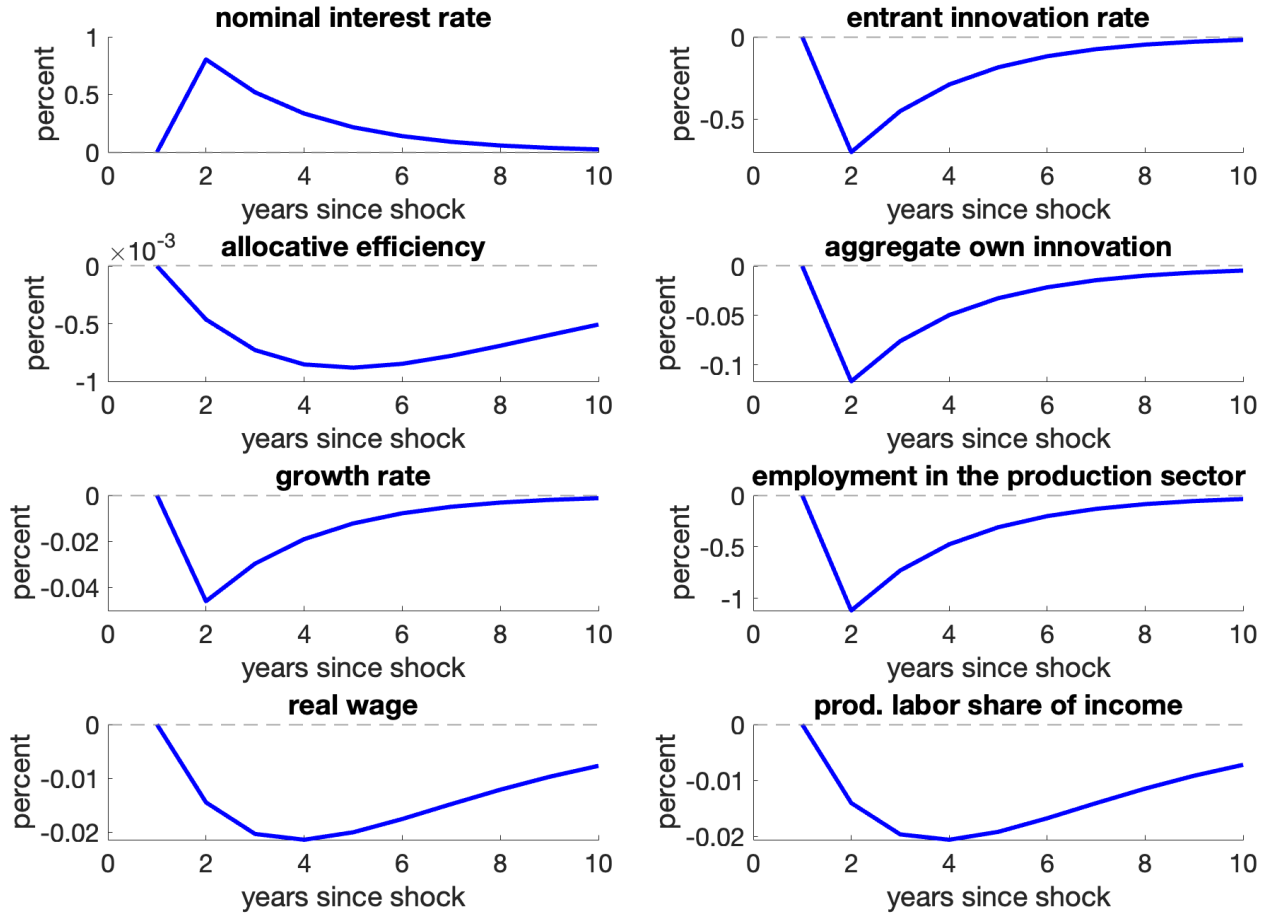 nominal interest rate
percent
1
0.5
0
0 2 4 6 8 10
years since shock
entrant innovation rate
percent
0
-0.5
0 2 4 6 8 10
years since shock
allocative efficiency
×10-3
percent
0
-0.5
-1
0 2 4 6 8 10
years since shock
aggregate own innovation
percent
0
-0.05
-0.1
0 2 4 6 8 10
years since shock
growth rate
percent
0
-0.02
-0.04
0 2 4 6 8 10
years since shock
employment in the production sector
percent
0
-0.5
-1
0 2 4 6 8 10
years since shock
real wage
percent
0
-0.01
-0.02
0 2 4 6 8 10
years since shock
prod. labor share of income
percent
0
-0.01
-0.02
0 2 4 6 8 10
years since shock